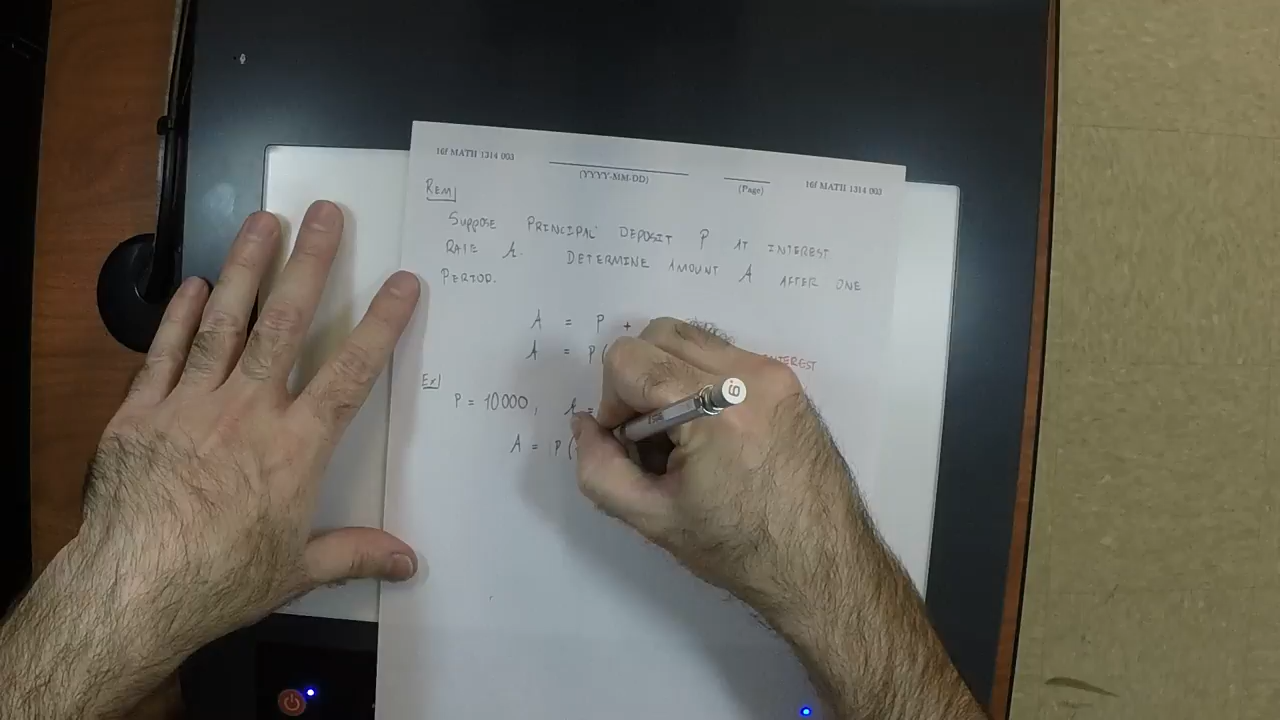 16f MATH 1314 003 (YYYY-MM-DD) (Page) 16f MATH 1314 003
REM
SUPPOSE PRINCIPAL DEPOSIT P AT INTEREST
RATE r. DETERMINE AMOUNT A AFTER ONE
PERIOD.
A = P +
A = P( INTEREST
EX
P = 10000, r =
A = P(